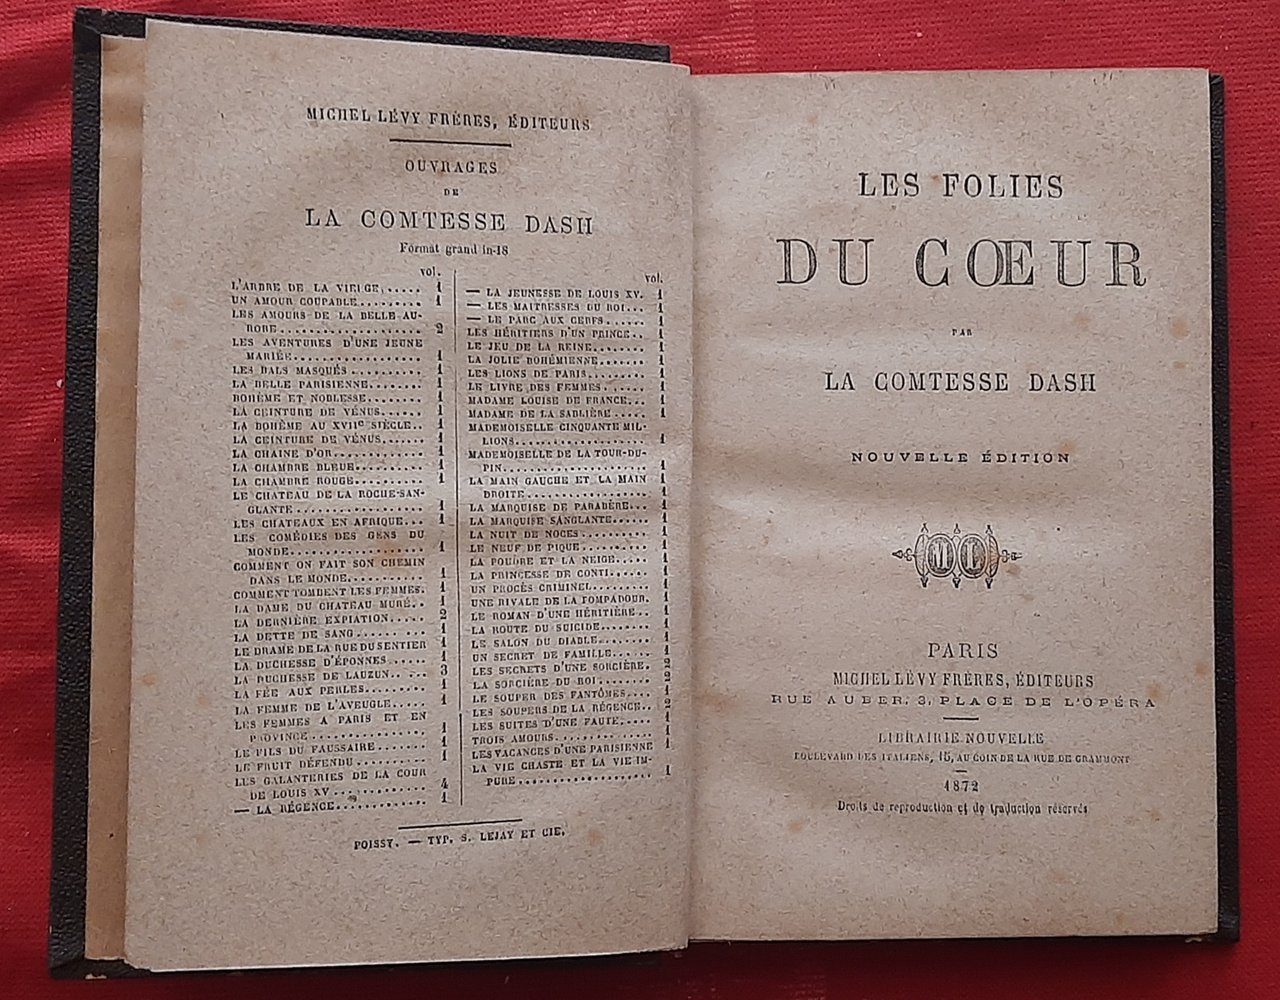 MICHEL LÉVY FRÈRES, ÉDITEURS
OUVRAGES
DE
LA COMTESSE DASH
Format grand in-18
vol.
L'ARBRE DE LA VIERGE..... 1
UN AMOUR COUPABLE........ 1
LES AMOURS DE LA BELLE AU-
RORE.................. 2
LES AVENTURES D'UNE JEUNE
MARIÉE................ 1
LES BALS MASQUÉS ......... 1
LA BELLE PARISIENNE....... 1
BOHÈME ET NOBLESSE........ 1
LA CEINTURE DE VÉNUS...... 1
LA BOHÈME AU XVIIe SIÈCLE.. 1
LA CEINTURE DE VÉNUS...... 1
LA CHAINE D'OR............ 1
LA CHAMBRE BLEUE.......... 1
LA CHAMBRE ROUGE.......... 1
LE CHATEAU DE LA ROCHE-SAN-
GLANTE................ 1
LES CHATEAUX EN AFRIQUE... 1
LES COMÉDIES DES GENS DU
MONDE................. 1
COMMENT ON FAIT SON CHEMIN
DANS LE MONDE.......... 1
COMMENT TOMBENT LES FEMMES. 1
LA DAME DU CHATEAU MURÉ.. 1
LA DERNIÈRE EXPIATION..... 2
LA DETTE DE SANG.......... 1
LE DRAME DE LA RUE DU SENTIER 1
LA DUCHESSE D'ÉPONNES ..... 1
LA DUCHESSE DE LAUZUN..... 3
LA FÉE AUX PERLES......... 1
LA FEMME DE L'AVEUGLE..... 1
LES FEMMES A PARIS ET EN
PROVINCE.............. 1
LE FILS DU FAUSSAIRE....... 1
LE FRUIT DÉFENDU.......... 1
LES GALANTERIES DE LA COUR
DE LOUIS XV............ 4
— LA RÉGENCE............. 1
vol.
— LA JEUNESSE DE LOUIS XV. 1
— LES MAITRESSES DU ROI... 1
— LE PARC AUX CERFS...... 1
LES HÉRITIERS D'UN PRINCE.. 1
LE JEU DE LA REINE........ 1
LA JOLIE BOHÉMIENNE....... 1
LES LIONS DE PARIS........ 1
LE LIVRE DES FEMMES...... 1
MADAME LOUISE DE FRANCE... 1
MADAME DE LA SABLIÈRE..... 1
MADEMOISELLE CINQUANTE MIL-
LIONS................. 1
MADEMOISELLE DE LA TOUR-DU-
PIN................... 1
LA MAIN GAUCHE ET LA MAIN
DROITE................ 1
LA MARQUISE DE PARABÈRE... 1
LA MARQUISE SANGLANTE..... 1
LA NUIT DE NOCES......... 1
LE NEUF DE PIQUE.......... 1
LA POUDRE ET LA NEIGE..... 1
LA PRINCESSE DE CONTI...... 1
UN PROCÈS CRIMINEL........ 1
UNE RIVALE DE LA POMPADOUR. 1
LE ROMAN D'UNE HÉRITIÈRE.. 1
LA ROUTE DU SUICIDE....... 1
LE SALON DU DIABLE........ 1
UN SECRET DE FAMILLE...... 1
LES SECRETS D'UNE SORCIÈRE. 2
LA SORCIÈRE DU ROI........ 2
LE SOUPER DES FANTÔMES.... 1
LES SOUPERS DE LA RÉGENCE.. 2
LES SUITES D'UNE FAUTE.... 1
TROIS AMOURS............. 1
LES VACANCES D'UNE PARISIENNE 1
LA VIE CHASTE ET LA VIE IM-
PURE.................. 1
POISSY. — TYP. S. LEJAY ET CIE.
LES FOLIES
DU CŒUR
PAR
LA COMTESSE DASH
NOUVELLE ÉDITION
ML
PARIS
MICHEL LÉVY FRÈRES, ÉDITEURS
RUE AUBER, 3, PLACE DE L'OPÉRA
LIBRAIRIE NOUVELLE
BOULEVARD DES ITALIENS, 15, AU COIN DE LA RUE DE GRAMMONT
1872
Droits de reproduction et de traduction réservés